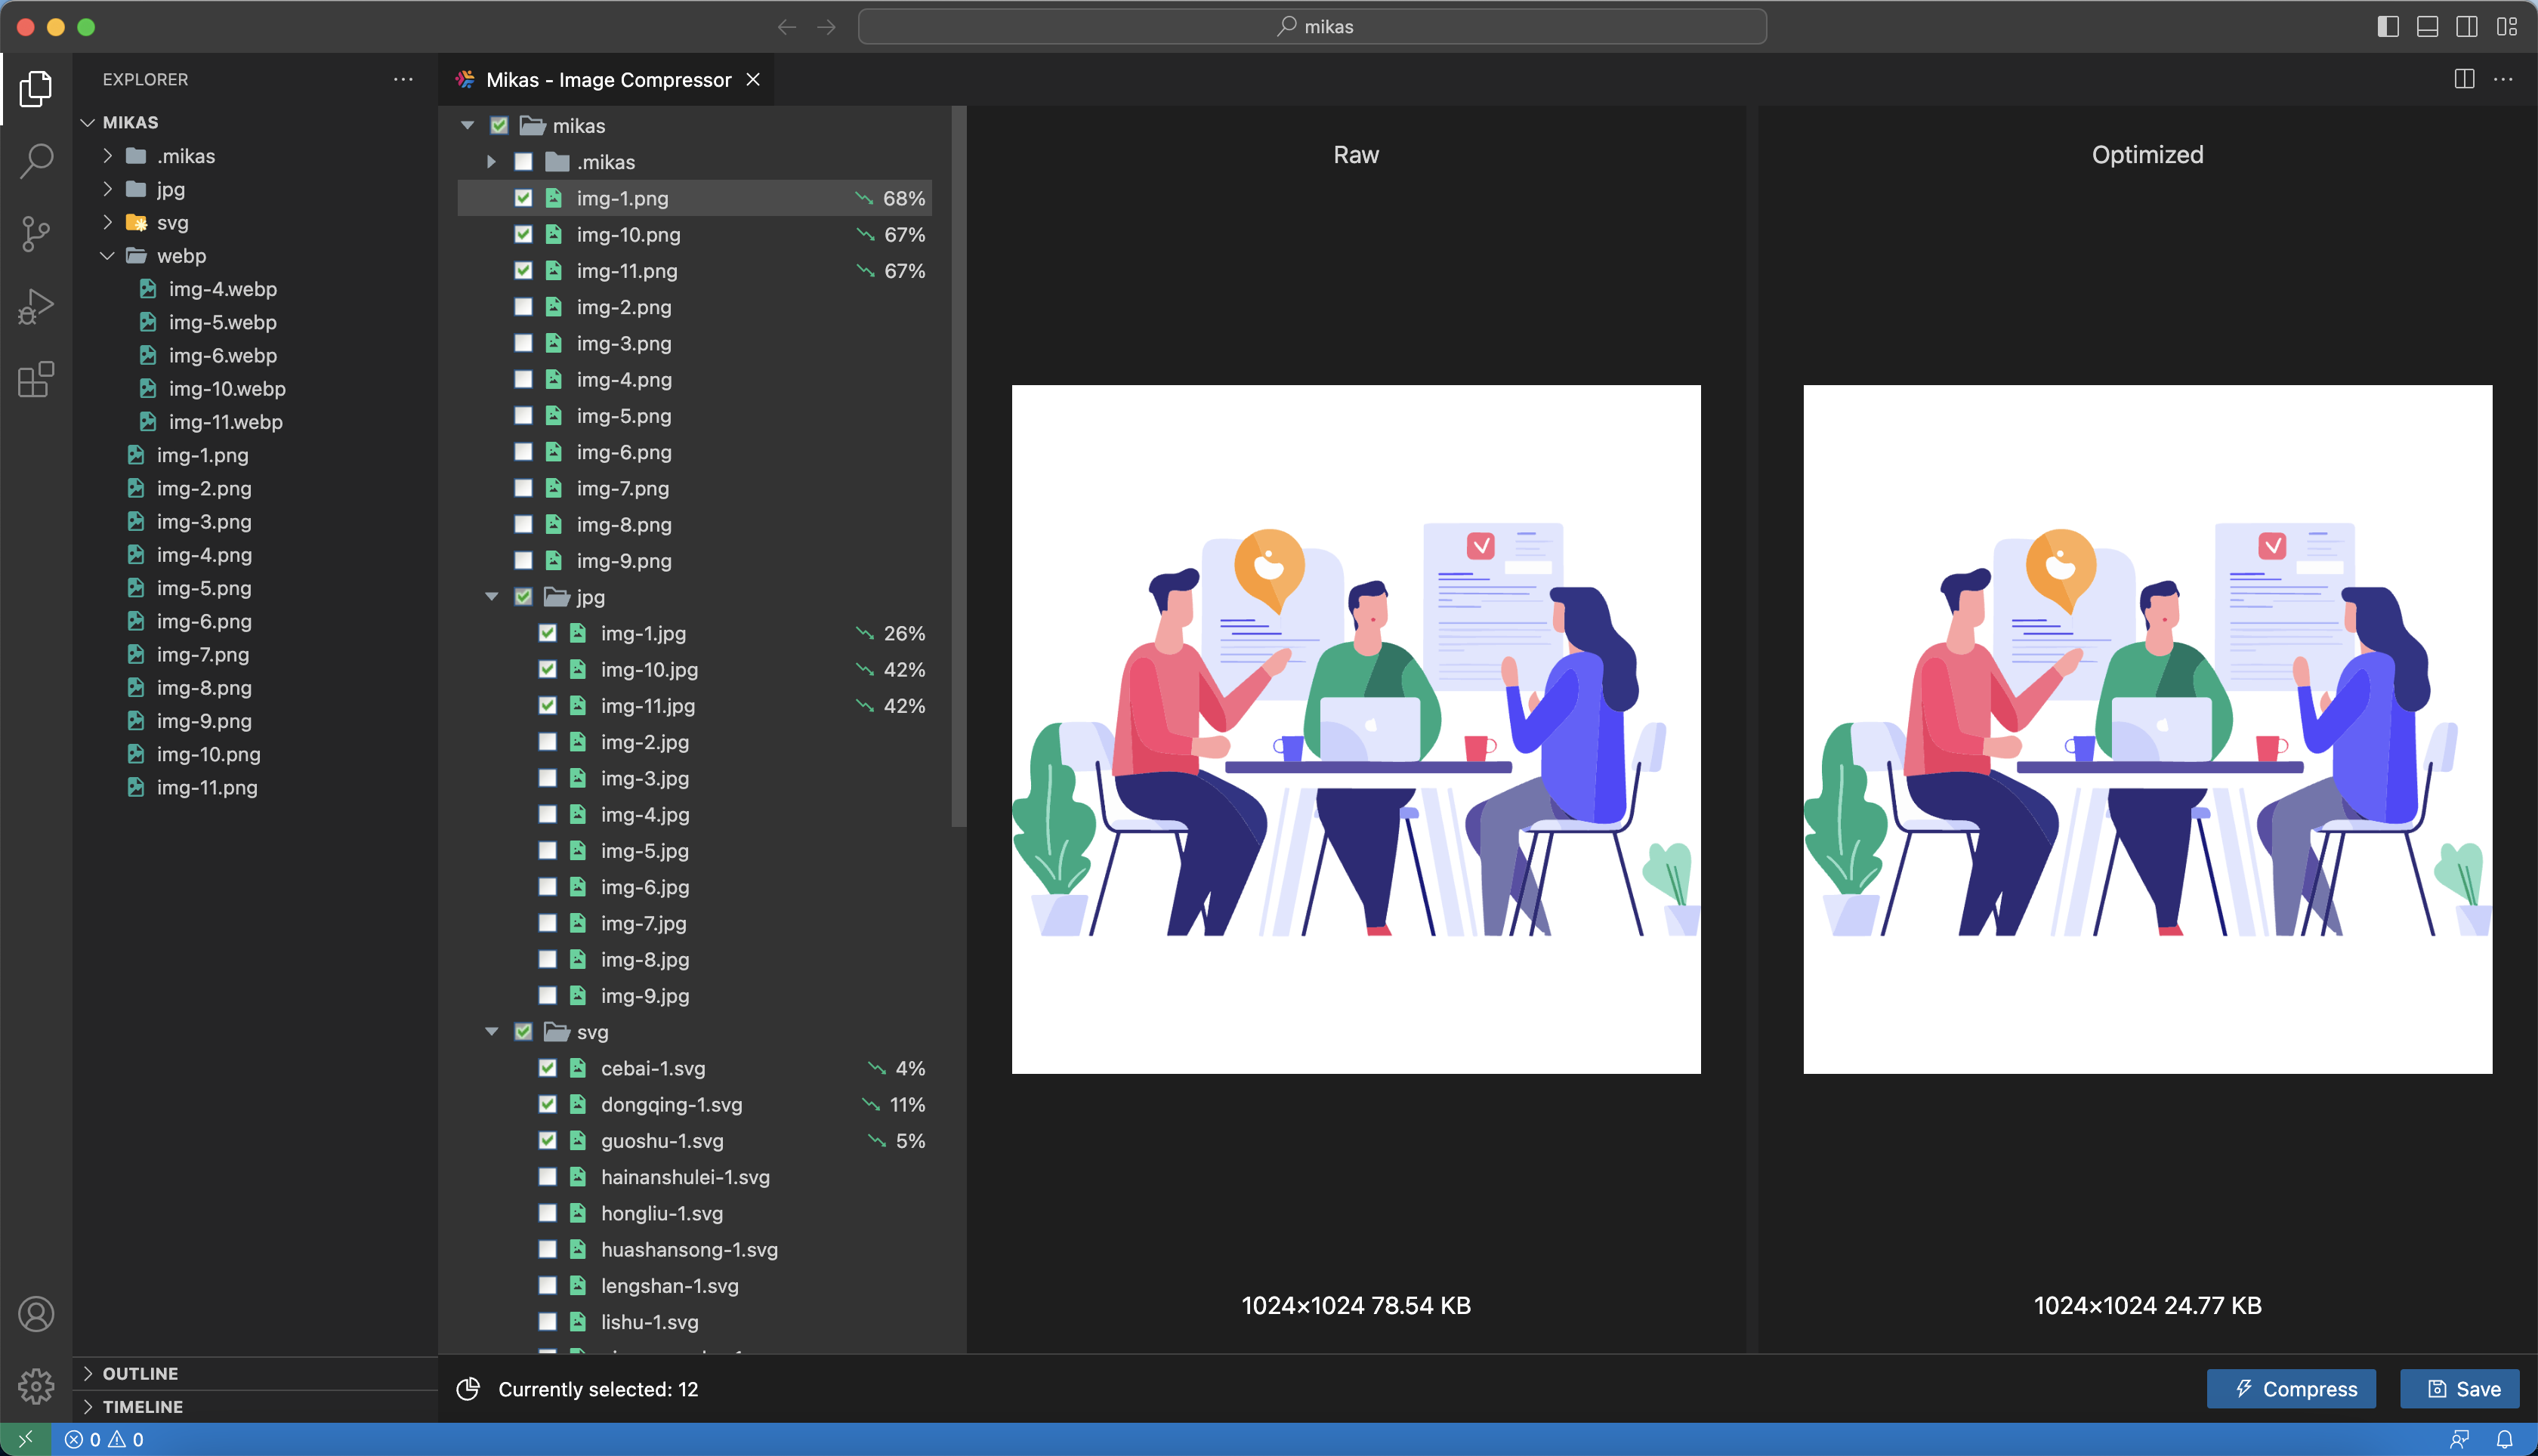 mikas
EXPLORER
MIKAS
.mikas
jpg
svg
webp
img-4.webp
img-5.webp
img-6.webp
img-10.webp
img-11.webp
img-1.png
img-2.png
img-3.png
img-4.png
img-5.png
img-6.png
img-7.png
img-8.png
img-9.png
img-10.png
img-11.png
OUTLINE
TIMELINE
Mikas - Image Compressor
mikas
.mikas
img-1.png 68%
img-10.png 67%
img-11.png 67%
img-2.png
img-3.png
img-4.png
img-5.png
img-6.png
img-7.png
img-8.png
img-9.png
jpg
img-1.jpg 26%
img-10.jpg 42%
img-11.jpg 42%
img-2.jpg
img-3.jpg
img-4.jpg
img-5.jpg
img-6.jpg
img-7.jpg
img-8.jpg
img-9.jpg
svg
cebai-1.svg 4%
dongqing-1.svg 11%
guoshu-1.svg 5%
hainanshulei-1.svg
hongliu-1.svg
huashansong-1.svg
lengshan-1.svg
lishu-1.svg
Raw
1024×1024 78.54 KB
Optimized
1024×1024 24.77 KB
Currently selected: 12
Compress
Save
0 0